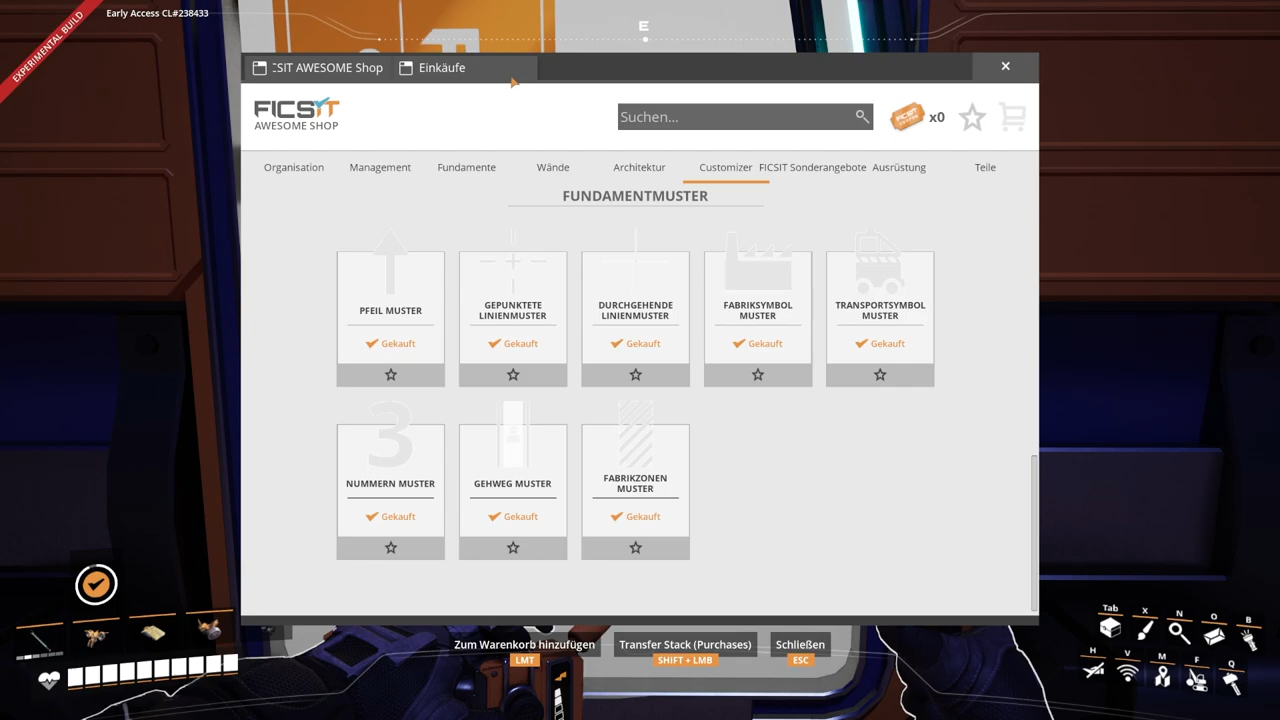 Early Access CL#238433
EXPERIMENTAL BUILD
E
CSIT AWESOME Shop
Einkäufe
FICSIT
AWESOME SHOP
Suchen...
x0
Organisation
Management
Fundamente
Wände
Architektur
Customizer
FICSIT Sonderangebote
Ausrüstung
Teile
FUNDAMENTMUSTER
PFEIL MUSTER
Gekauft
GEPUNKTETE
LINIENMUSTER
Gekauft
DURCHGEHENDE
LINIENMUSTER
Gekauft
FABRIKSYMBOL
MUSTER
Gekauft
TRANSPORTSYMBOL
MUSTER
Gekauft
3
NUMMERN MUSTER
Gekauft
GEHWEG MUSTER
Gekauft
FABRIKZONEN
MUSTER
Gekauft
Zum Warenkorb hinzufügen
LMT
Transfer Stack (Purchases)
SHIFT + LMB
Schließen
ESC
Tab
X
N
O
B
H
V
M
F
Q